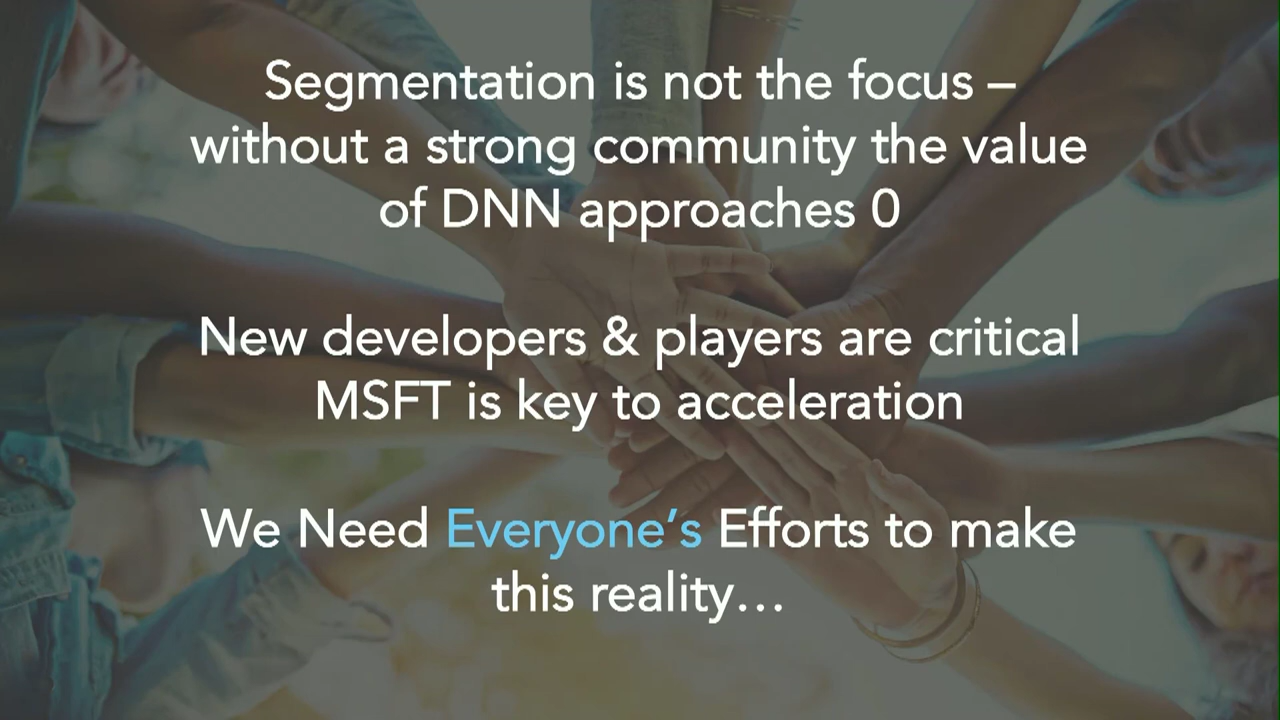 Segmentation is not the focus –
without a strong community the value
of DNN approaches 0
New developers & players are critical
MSFT is key to acceleration
We Need Everyone’s Efforts to make
this reality…